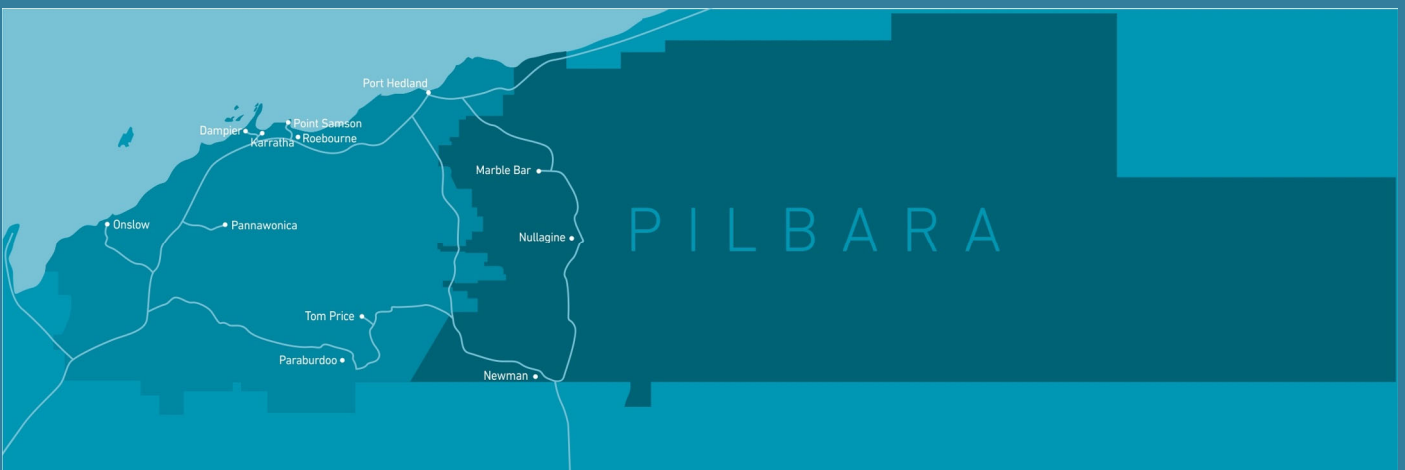 Port Hedland
Point Samson
Dampier
Roebourne
Karratha
Marble Bar
Onslow
Pannawonica
Nullagine
PILBARA
Tom Price
Paraburdoo
Newman